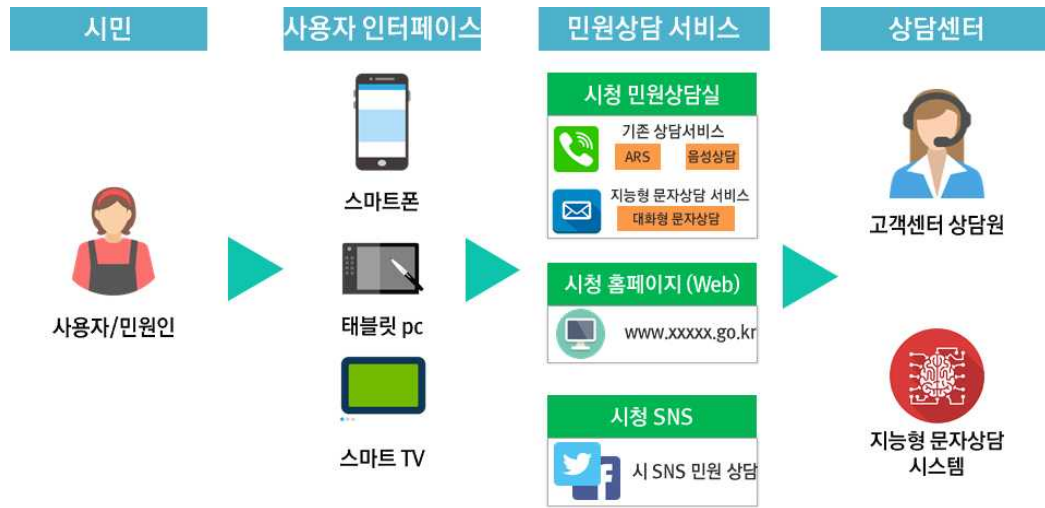 시민
사용자 인터페이스
민원상담 서비스
상담센터
사용자/민원인
스마트폰
태블릿 pc
스마트 TV
시청 민원상담실
기존 상담서비스
ARS 음성상담
지능형 문자상담 서비스
대화형 문자상담
시청 홈페이지 (Web)
www.xxxxx.go.kr
시청 SNS
시 SNS 민원 상담
고객센터 상담원
지능형 문자상담
시스템